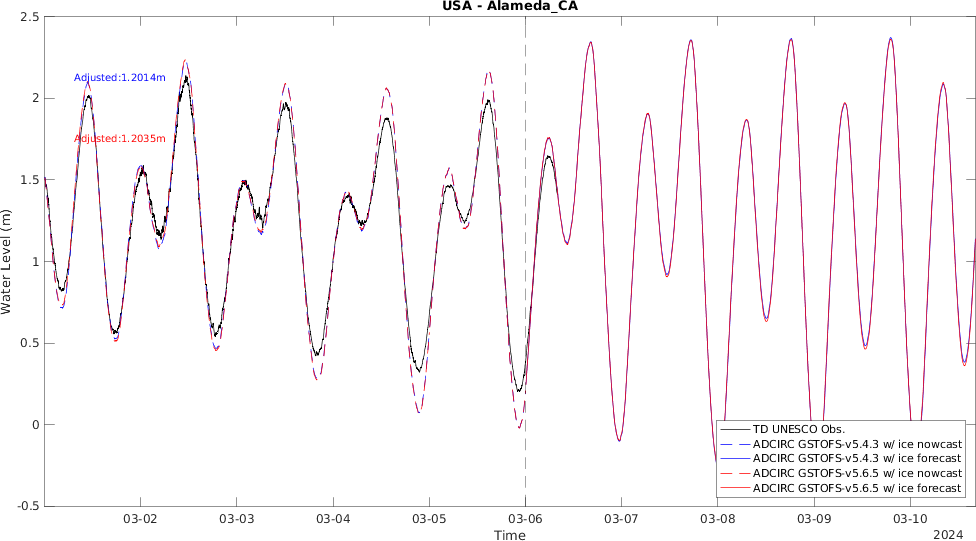 USA - Alameda_CA
2.5
2
1.5
1
0.5
0
-0.5
Water Level (m)
Adjusted:1.2014m
Adjusted:1.2035m
TD UNESCO Obs.
ADCIRC GSTOFS-v5.4.3 w/ ice nowcast
ADCIRC GSTOFS-v5.4.3 w/ ice forecast
ADCIRC GSTOFS-v5.6.5 w/ ice nowcast
ADCIRC GSTOFS-v5.6.5 w/ ice forecast
03-02 03-03 03-04 03-05 03-06 03-07 03-08 03-09 03-10
Time
2024